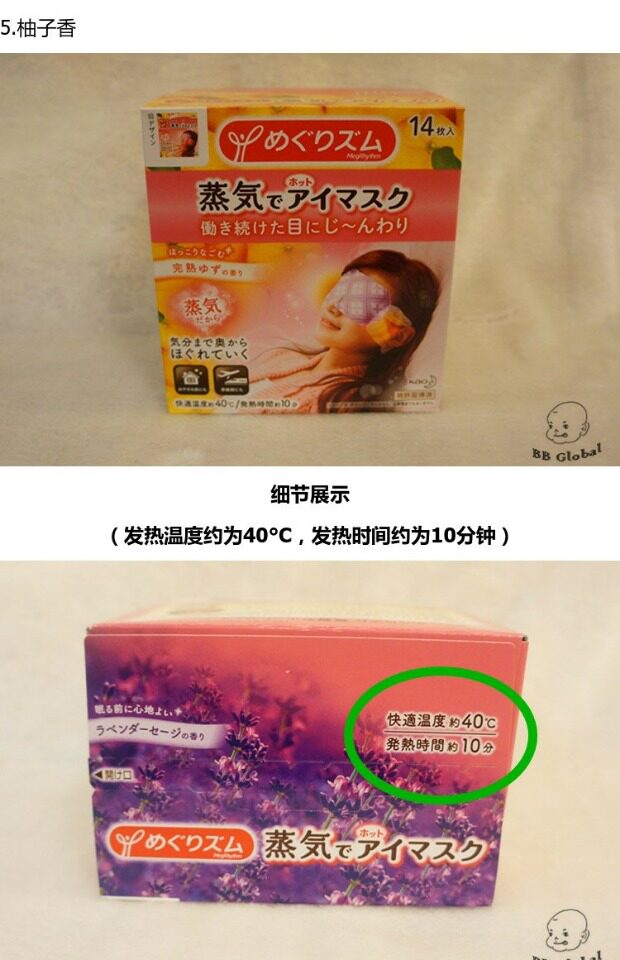 5.柚子香
旧デザイン
めぐりズム
MegRhythm
14枚入
ホット
蒸気でアイマスク
働き続けた目にじ〜んわり
ほっこりなごむ
完熟ゆずの香り
蒸気
だから
気分まで奥から
ほぐれていく
快適温度約40℃/発熱時間約10分
Kao
BB Global
细节展示
（发热温度约为40°C，发热时间约为10分钟）
眠る前に心地よい
ラベンダーセージの香り
快適温度 約40℃
発熱時間 約10分
開け口
めぐりズム
MegRhythm
ホット
蒸気でアイマスク